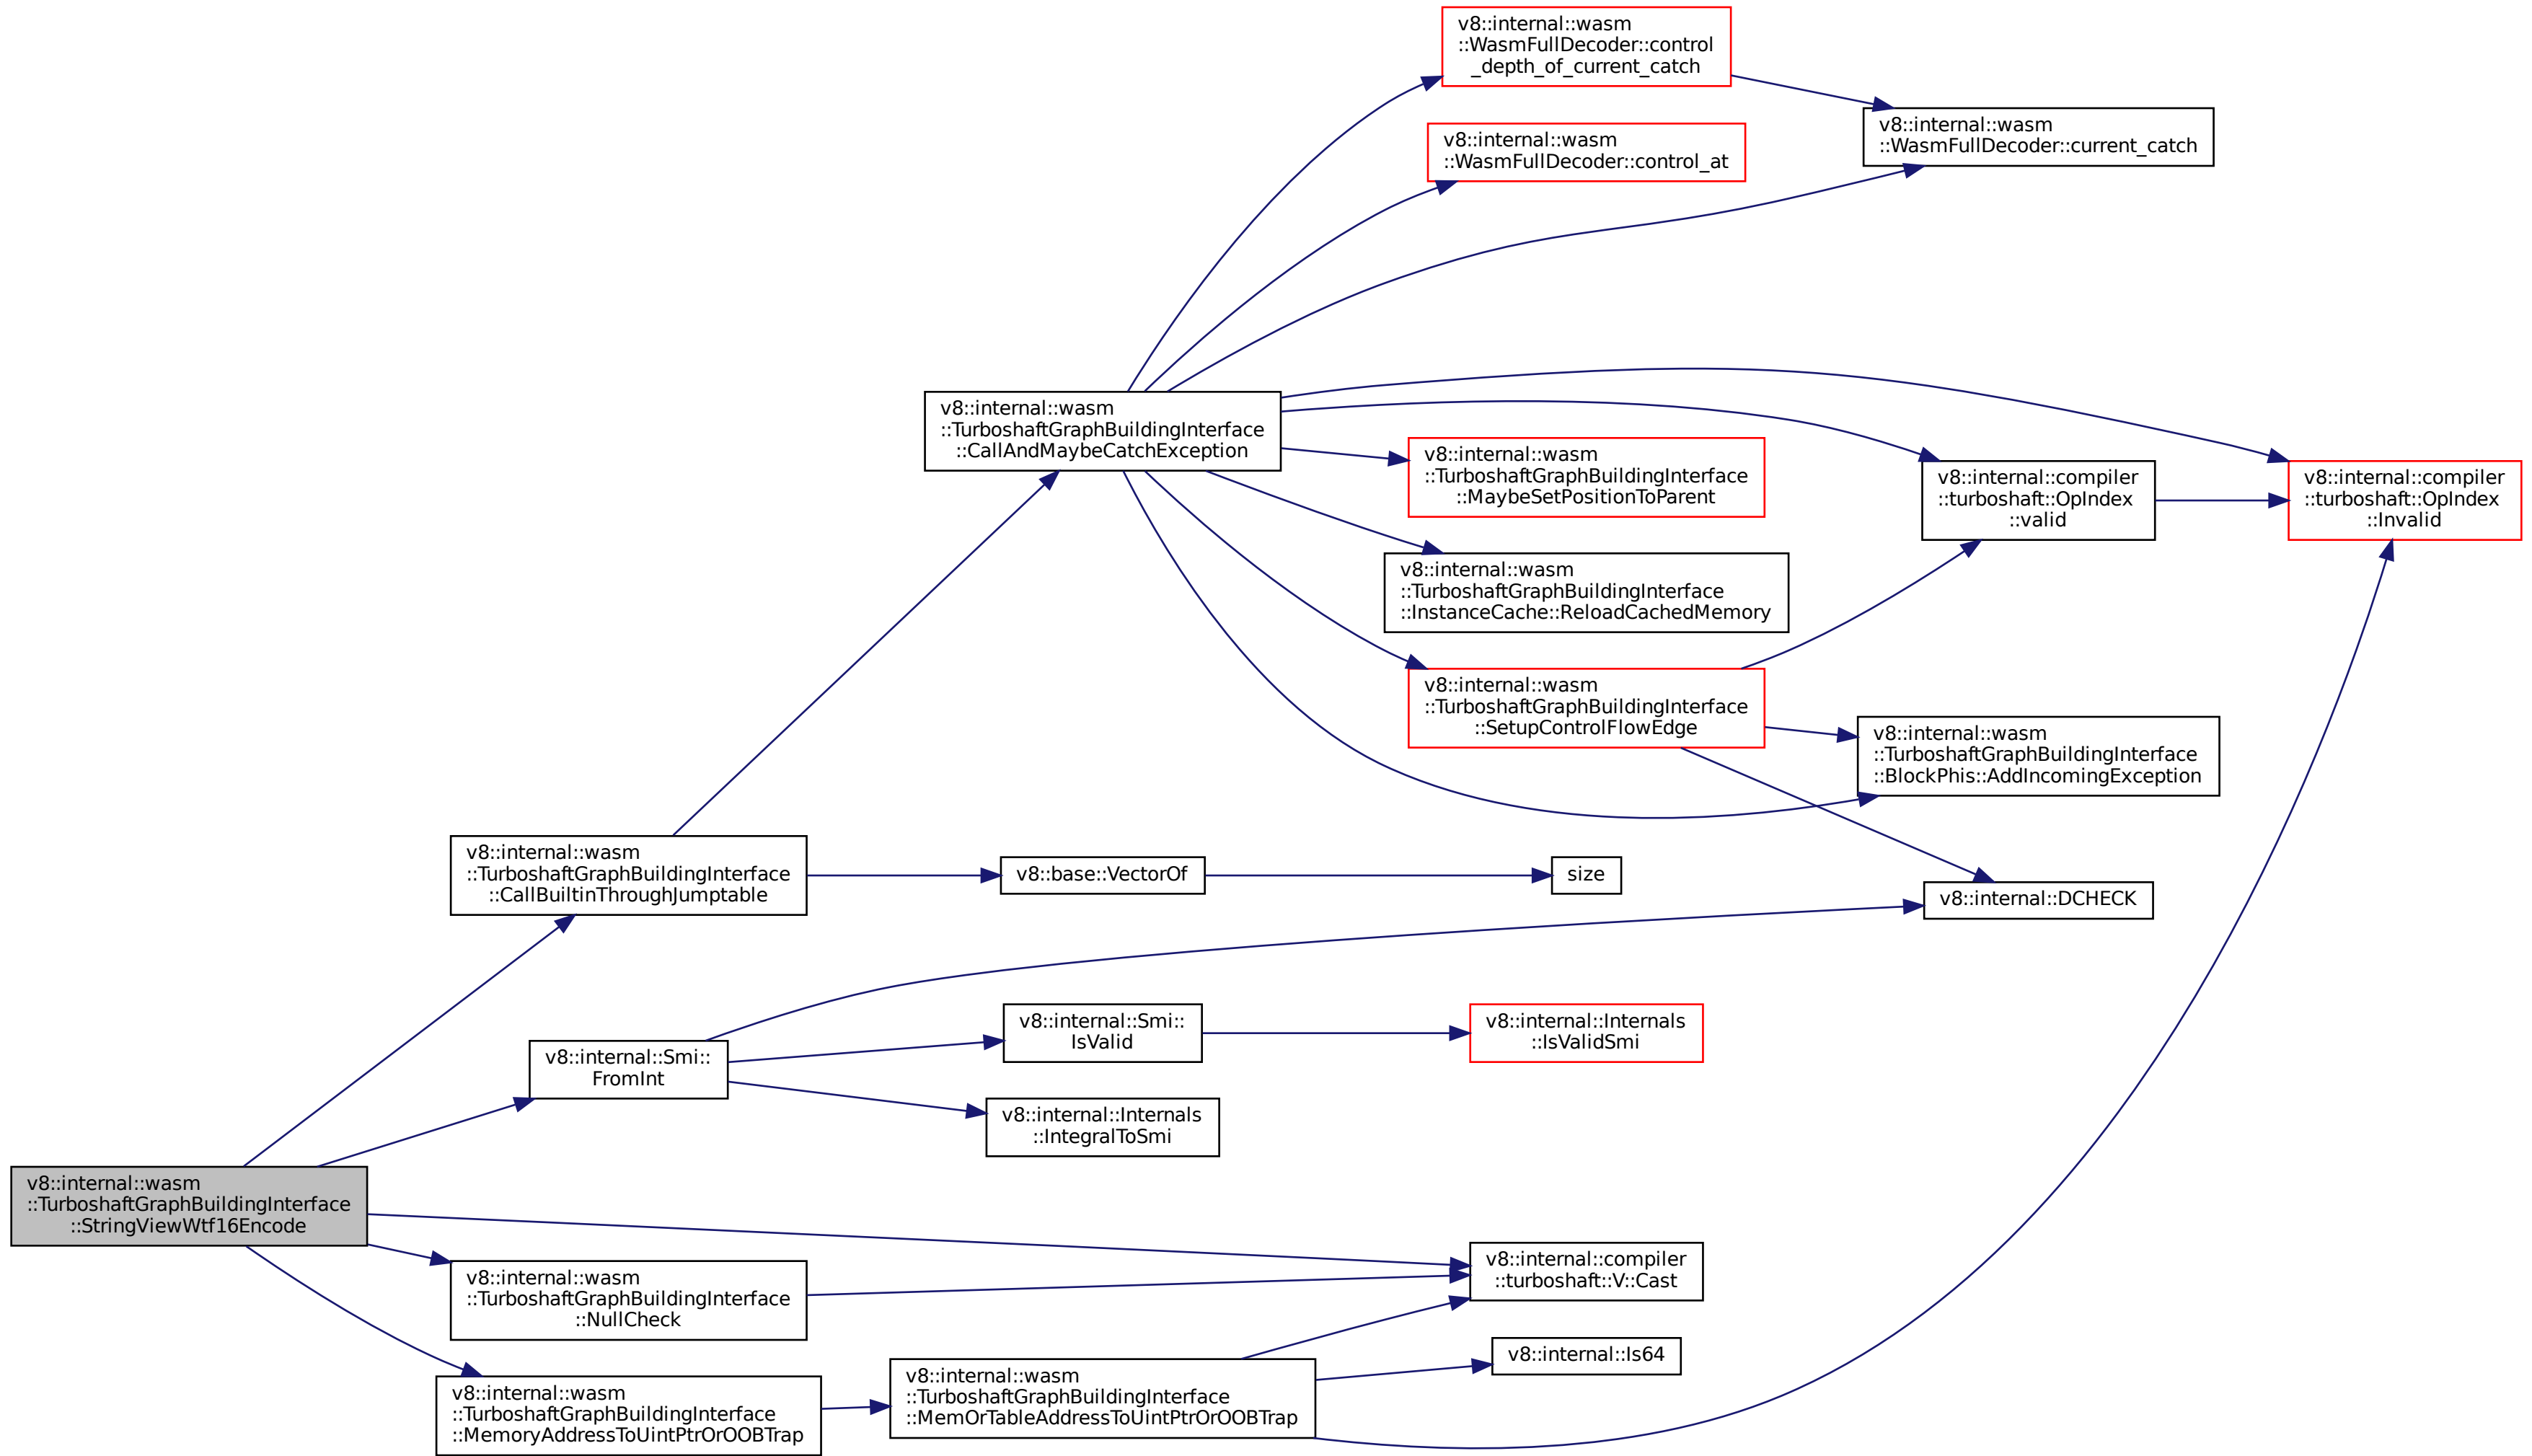 v8::internal::wasm
::WasmFullDecoder::control
_depth_of_current_catch
v8::internal::wasm
::WasmFullDecoder::current_catch
v8::internal::wasm
::WasmFullDecoder::control_at
v8::internal::wasm
::TurboshaftGraphBuildingInterface
::CallAndMaybeCatchException
v8::internal::wasm
::TurboshaftGraphBuildingInterface
::MaybeSetPositionToParent
v8::internal::compiler
::turboshaft::OpIndex
::valid
v8::internal::compiler
::turboshaft::OpIndex
::Invalid
v8::internal::wasm
::TurboshaftGraphBuildingInterface
::InstanceCache::ReloadCachedMemory
v8::internal::wasm
::TurboshaftGraphBuildingInterface
::SetupControlFlowEdge
v8::internal::wasm
::TurboshaftGraphBuildingInterface
::BlockPhis::AddIncomingException
v8::internal::wasm
::TurboshaftGraphBuildingInterface
::CallBuiltinThroughJumptable
v8::base::VectorOf
size
v8::internal::DCHECK
v8::internal::Smi::
FromInt
v8::internal::Smi::
IsValid
v8::internal::Internals
::IsValidSmi
v8::internal::Internals
::IntegralToSmi
v8::internal::wasm
::TurboshaftGraphBuildingInterface
::StringViewWtf16Encode
v8::internal::wasm
::TurboshaftGraphBuildingInterface
::NullCheck
v8::internal::compiler
::turboshaft::V::Cast
v8::internal::wasm
::TurboshaftGraphBuildingInterface
::MemoryAddressToUintPtrOrOOBTrap
v8::internal::wasm
::TurboshaftGraphBuildingInterface
::MemOrTableAddressToUintPtrOrOOBTrap
v8::internal::Is64